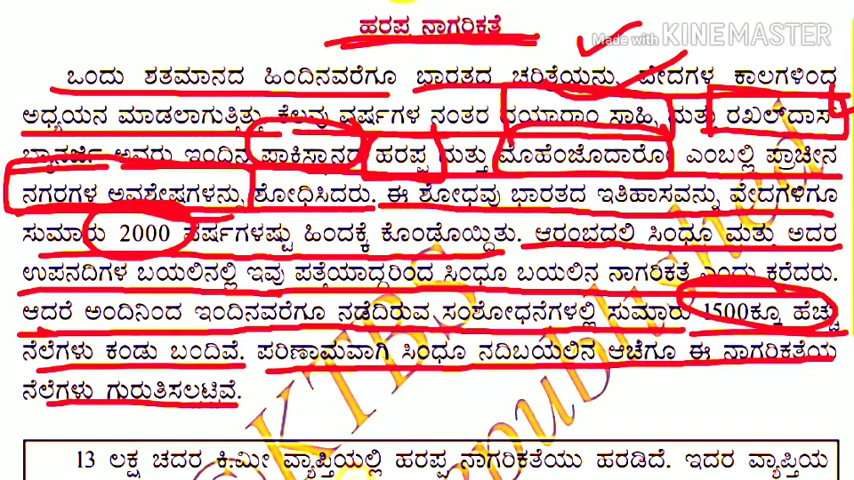 ಹರಪ ನಾಗರಿಕತೆ
Made with KINEMASTER
ಒಂದು ಶತಮಾನದ ಹಿಂದಿನವರೆಗೂ ಭಾರತದ ಚರಿತ್ರೆಯನ್ನು ವೇದಗಳ ಕಾಲಗಳಿಂದ
ಅಧ್ಯಯನ ಮಾಡಲಾಗುತ್ತಿತ್ತು. ಕೆಲವು ವರ್ಷಗಳ ನಂತರ ದಯಾರಾಂ ಸಾಹ್ನಿ ಮತ್ತು ರಖಲ್‌ದಾಸ್
ಬ್ಯಾನರ್ಜಿ ಅವರು ಇಂದಿನ ಪಾಕಿಸ್ತಾನದ ಹರಪ್ಪ ಮತ್ತು ಮೊಹೆಂಜೊದಾರೋ ಎಂಬಲ್ಲಿ ಪ್ರಾಚೀನ
ನಗರಗಳ ಅವಶೇಷಗಳನ್ನು ಶೋಧಿಸಿದರು. ಈ ಶೋಧವು ಭಾರತದ ಇತಿಹಾಸವನ್ನು ವೇದಗಳಿಗೂ
ಸುಮಾರು 2000 ವರ್ಷಗಳಷ್ಟು ಹಿಂದಕ್ಕೆ ಕೊಂಡೊಯ್ದಿತು. ಆರಂಭದಲ್ಲಿ ಸಿಂಧೂ ಮತ್ತು ಅದರ
ಉಪನದಿಗಳ ಬಯಲಿನಲ್ಲಿ ಇವು ಪತ್ತೆಯಾದ್ದರಿಂದ ಸಿಂಧೂ ಬಯಲಿನ ನಾಗರಿಕತೆ ಎಂದು ಕರೆದರು.
ಆದರೆ ಅಂದಿನಿಂದ ಇಂದಿನವರೆಗೂ ನಡೆದಿರುವ ಸಂಶೋಧನೆಗಳಲ್ಲಿ ಸುಮಾರು 1500ಕ್ಕೂ ಹೆಚ್ಚು
ನೆಲೆಗಳು ಕಂಡು ಬಂದಿವೆ. ಪರಿಣಾಮವಾಗಿ ಸಿಂಧೂ ನದಿಬಯಲಿನ ಆಚೆಗೂ ಈ ನಾಗರಿಕತೆಯ
ನೆಲೆಗಳು ಗುರುತಿಸಲಟ್ಟಿವೆ.
13 ಲಕ್ಷ ಚದರ ಕಿ.ಮೀ ವ್ಯಾಪ್ತಿಯಲ್ಲಿ ಹರಪ್ಪ ನಾಗರಿಕತೆಯು ಹರಡಿದೆ. ಇದರ ವ್ಯಾಪ್ತಿಯ